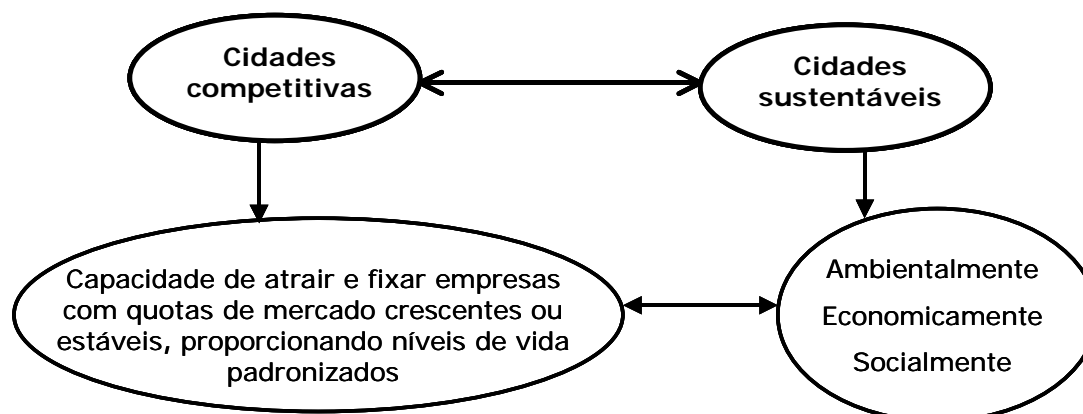 Cidades
competitivas
Cidades
sustentáveis
Capacidade de atrair e fixar empresas
com quotas de mercado crescentes ou
estáveis, proporcionando níveis de vida
padronizados
Ambientalmente
Economicamente
Socialmente